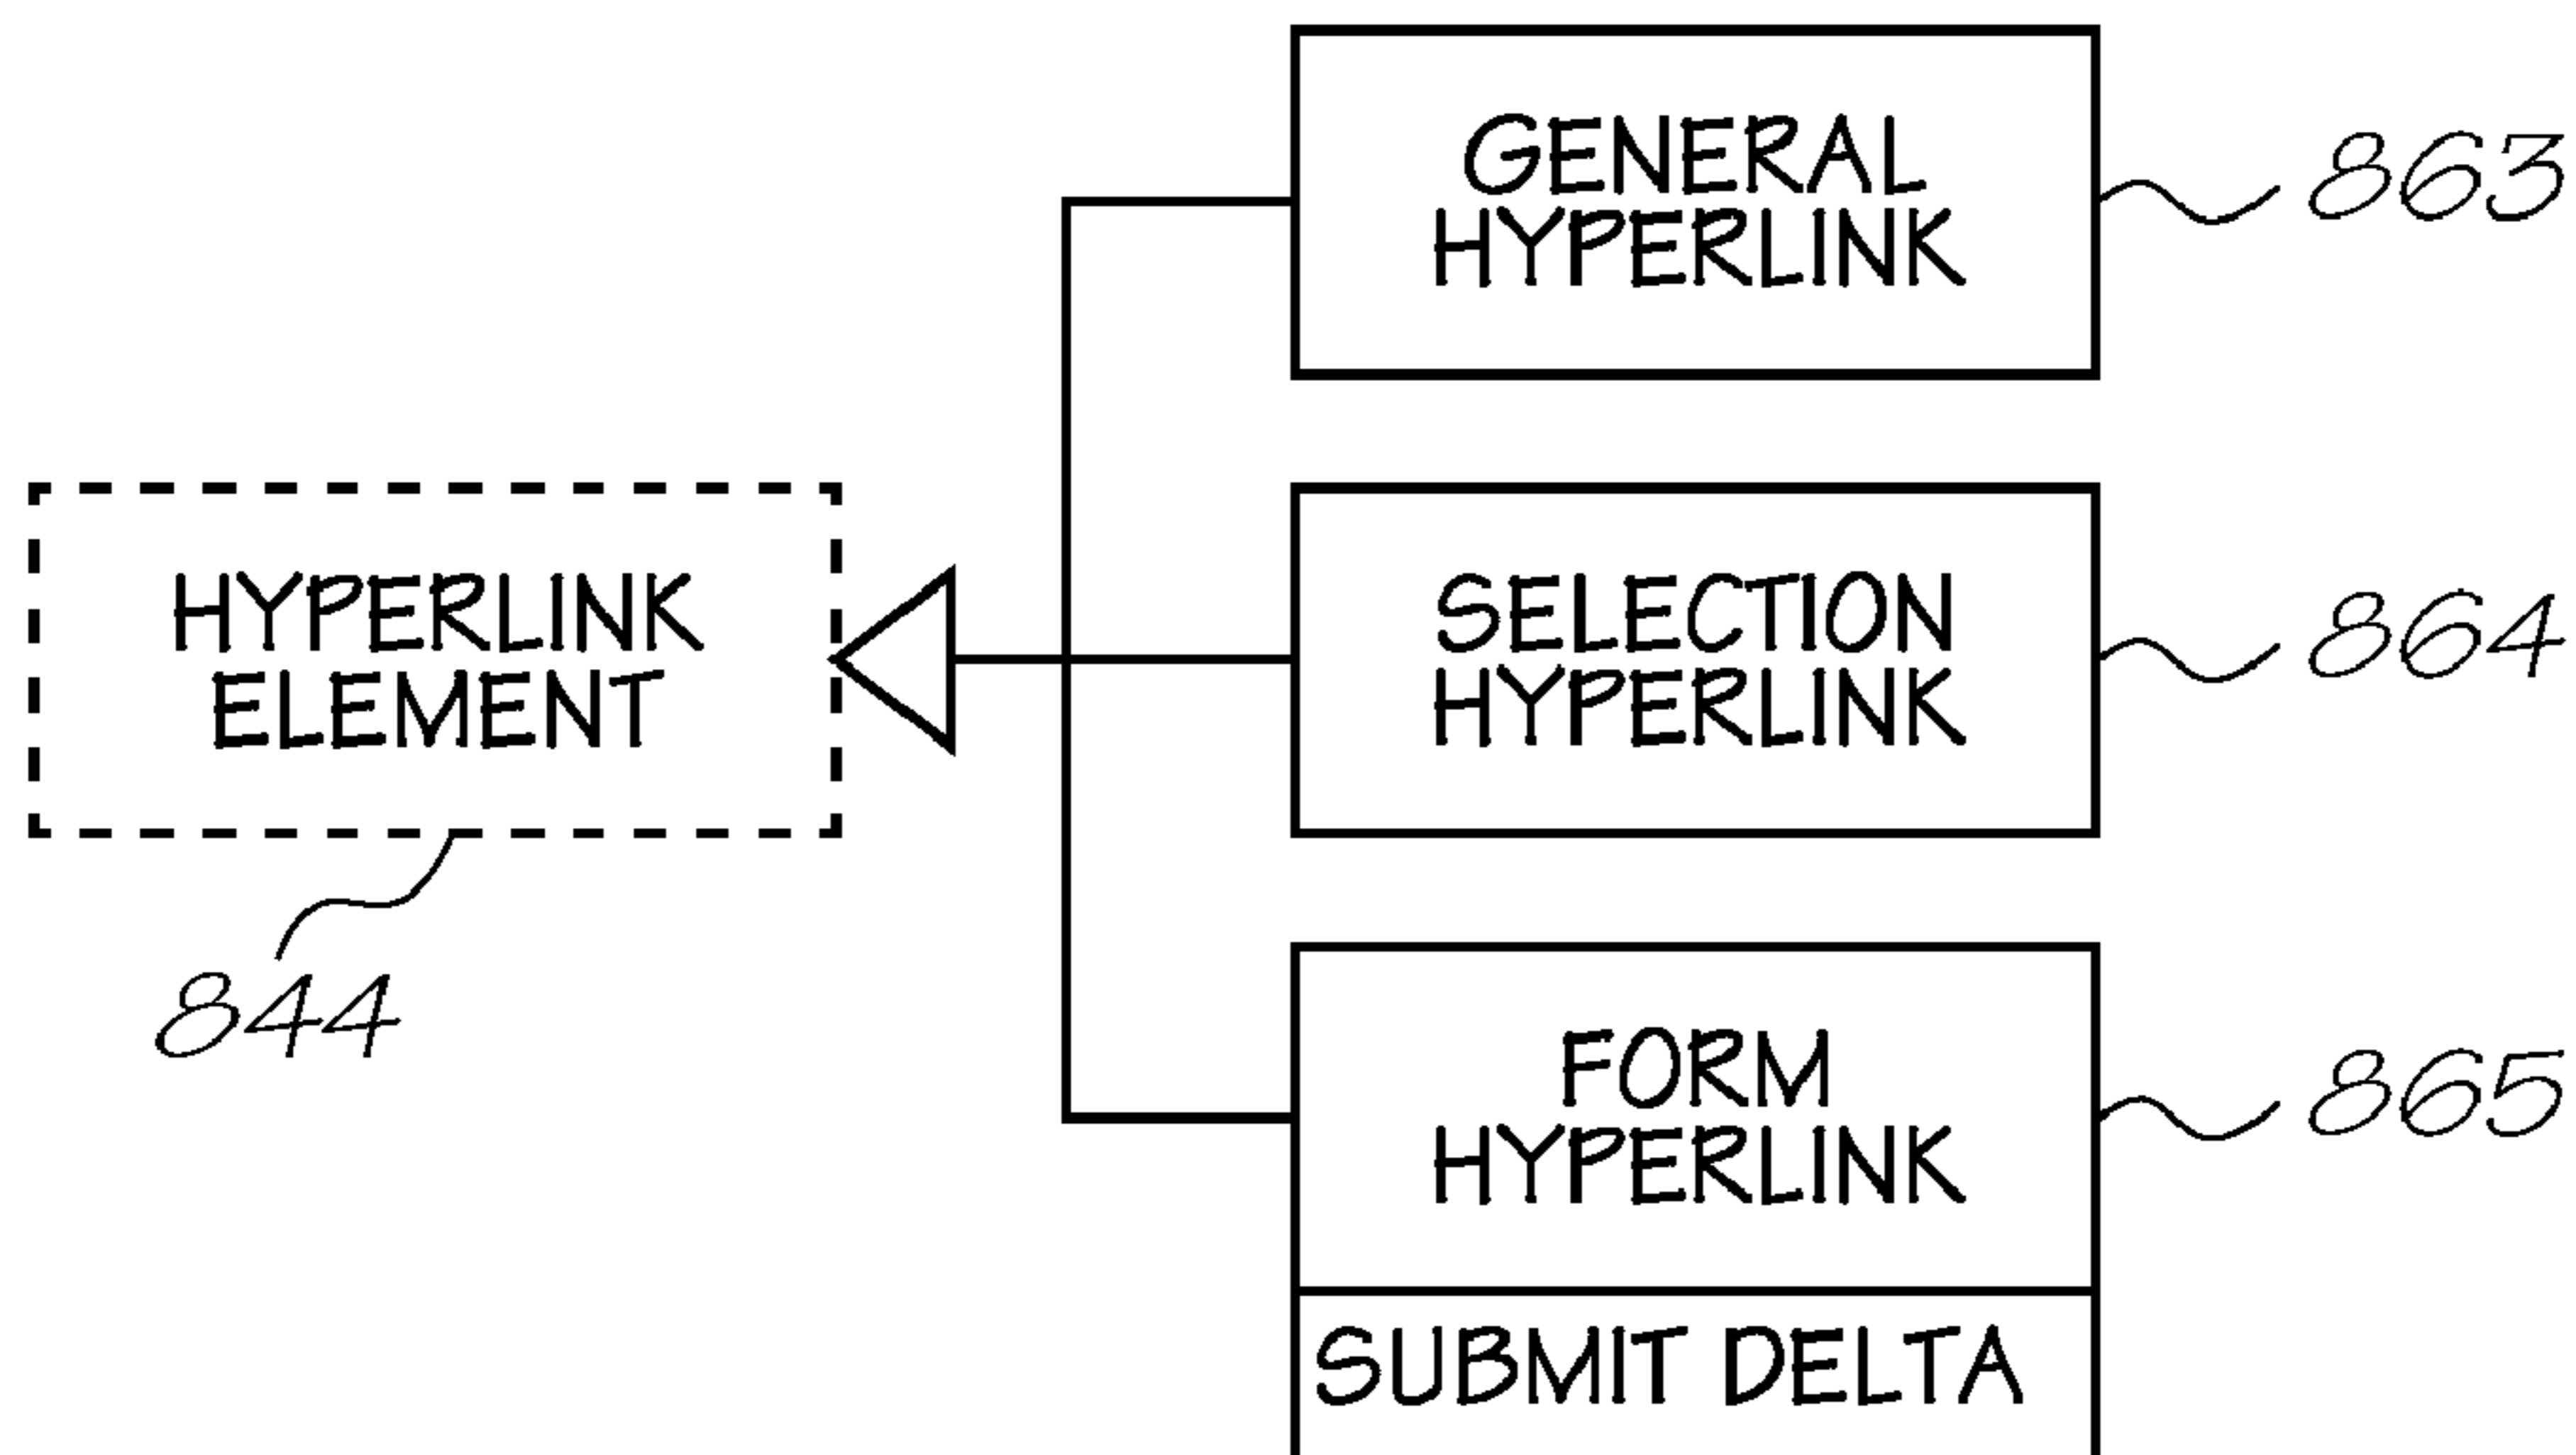 GENERAL
HYPERLINK
863
HYPERLINK
ELEMENT
844
SELECTION
HYPERLINK
864
FORM
HYPERLINK
865
SUBMIT DELTA